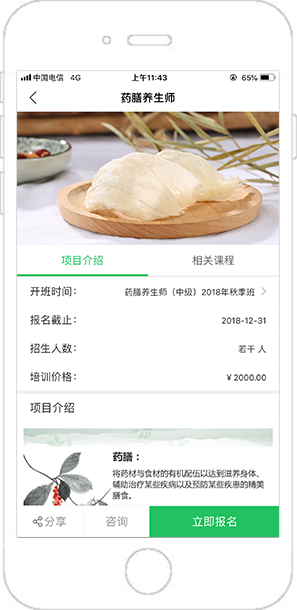 中国电信 4G 上午11:43 65%
药膳养生师
项目介绍 相关课程
开班时间： 药膳养生师（中级）2018年秋季班
报名截止： 2018-12-31
招生人数： 若干 人
培训价格： ¥ 2000.00
项目介绍
药膳：
将药材与食材的有机配伍以达到滋养身体、
辅助治疗某些疾病以及预防某些疾患的精美
膳食。
分享 咨询 立即报名